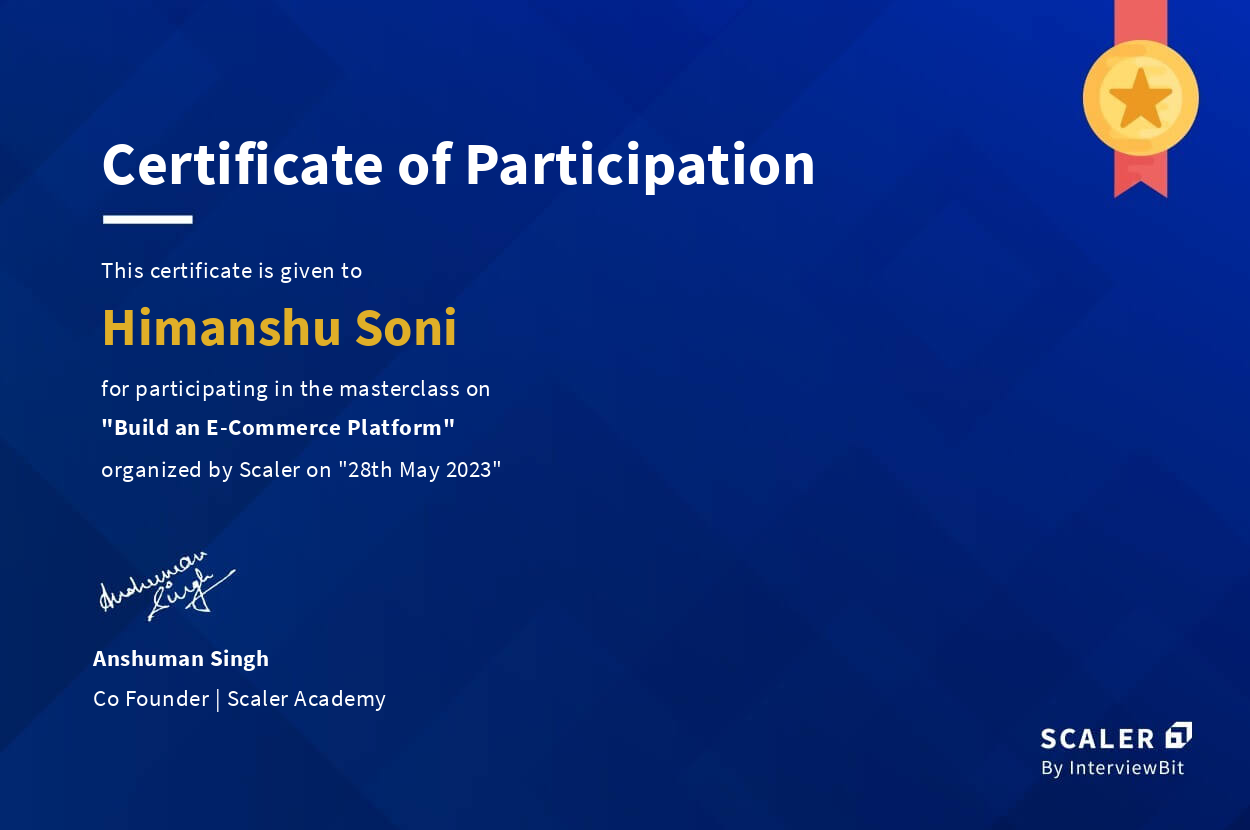 Certificate of Participation
This certificate is given to
Himanshu Soni
for participating in the masterclass on
"Build an E-Commerce Platform"
organized by Scaler on "28th May 2023"
Anshuman
Singh
Anshuman Singh
Co Founder | Scaler Academy
SCALER
By InterviewBit